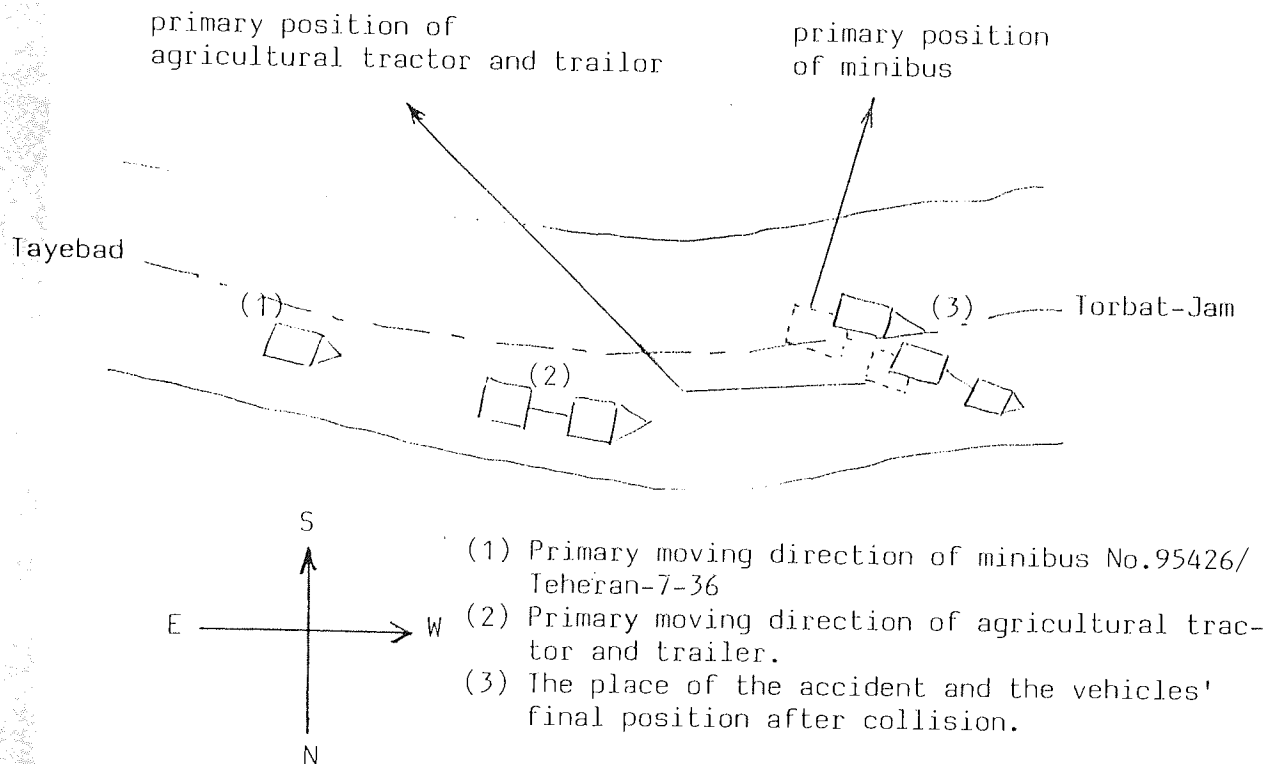 primary position of
agricultural tractor and trailor
primary position
of minibus
Tayebad
(1)
(2)
(3)
Torbat-Jam
S
E
W
N
(1) Primary moving direction of minibus No.95426/
Teheran-7-36
(2) Primary moving direction of agricultural trac-
tor and trailer.
(3) The place of the accident and the vehicles'
final position after collision.